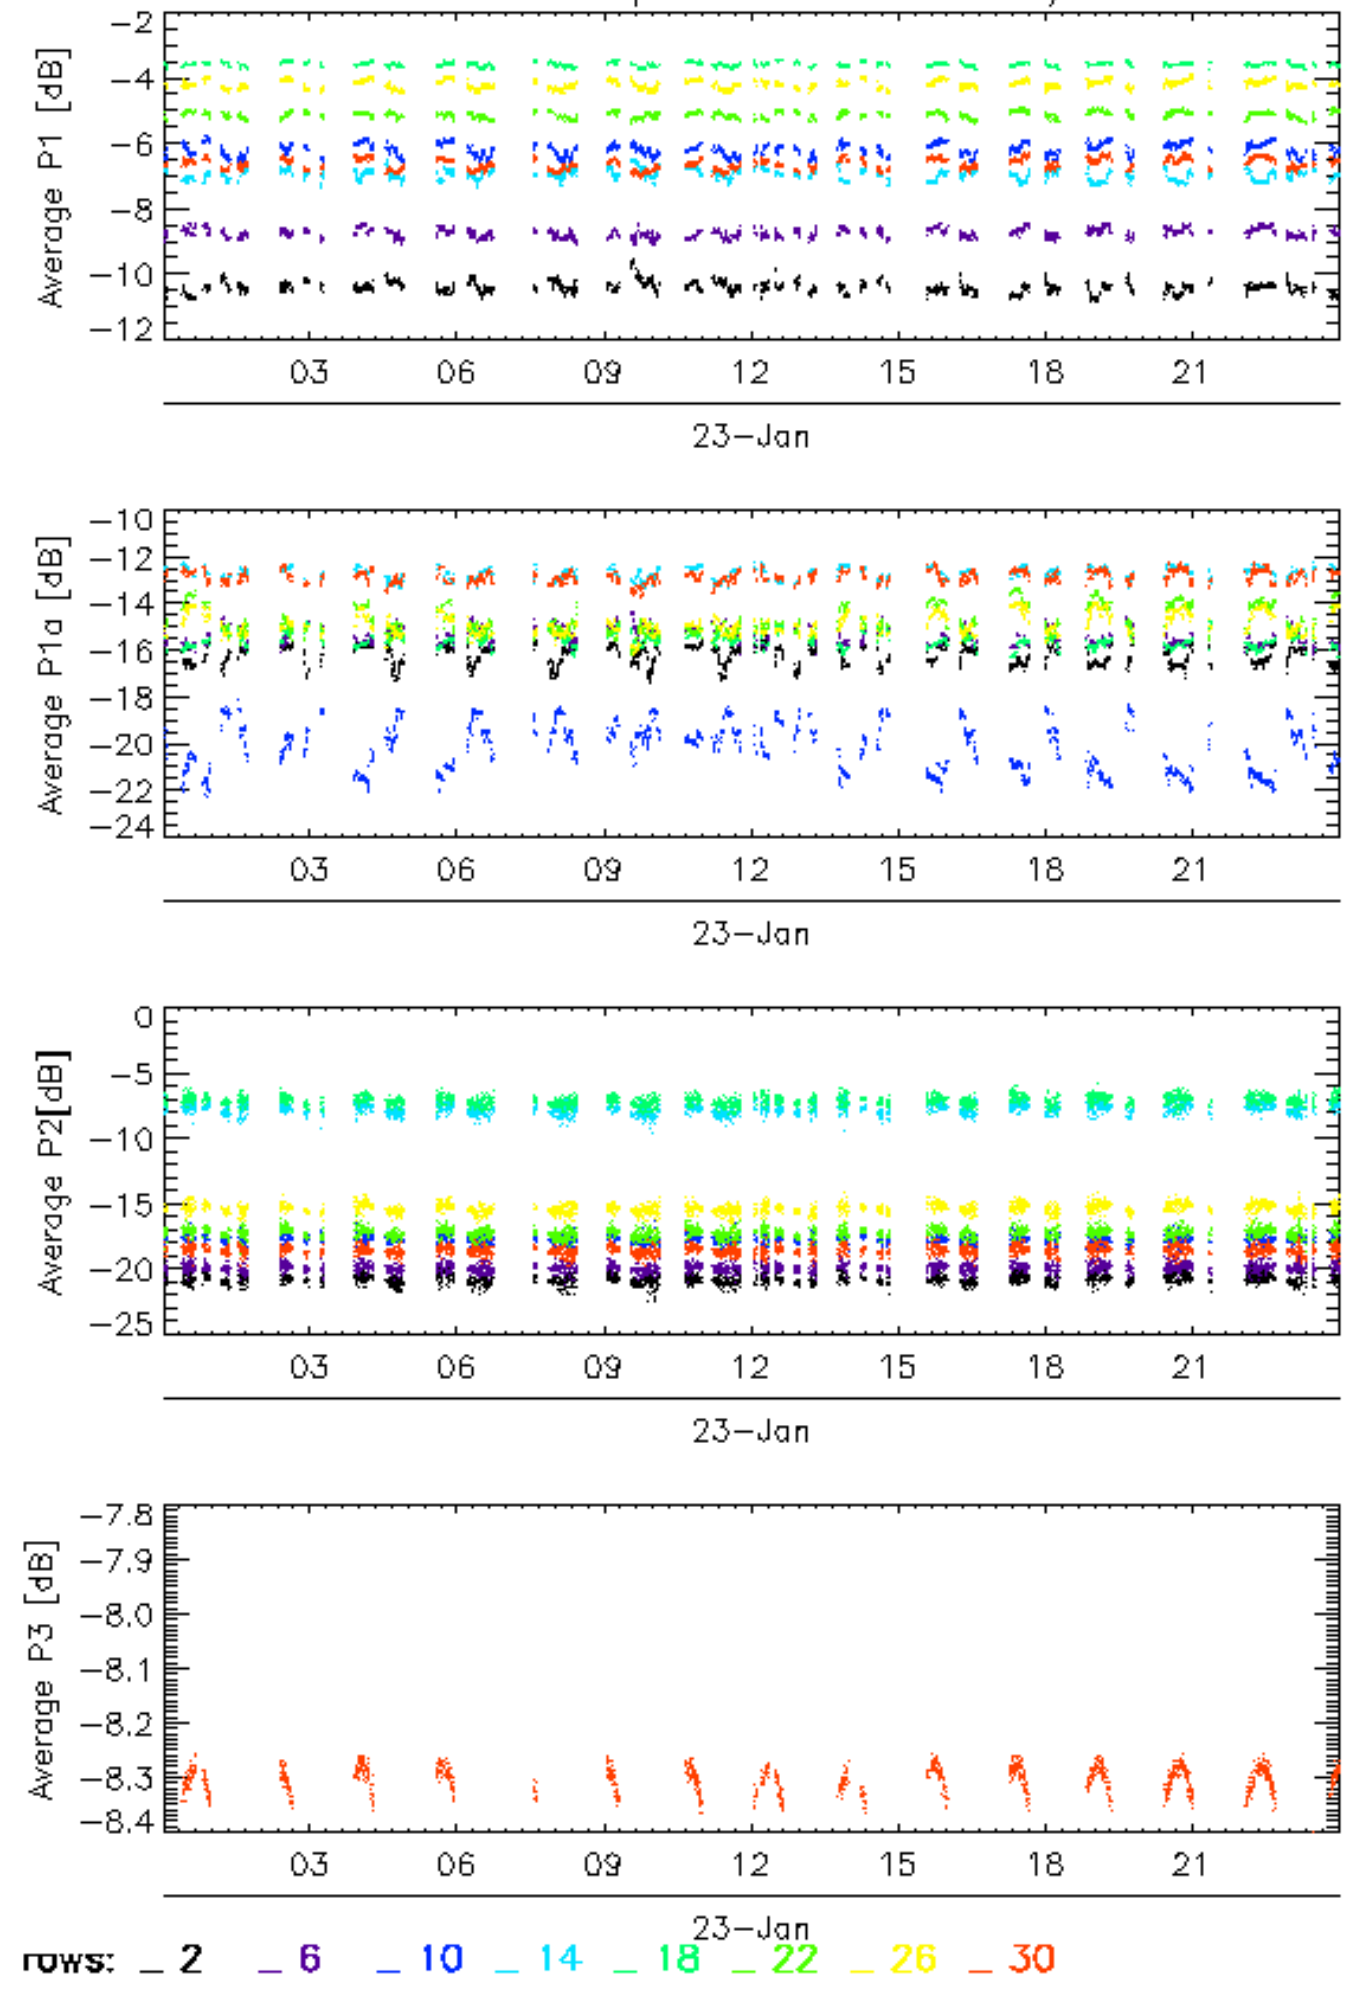 Average P1 [dB]
-2
-4
-6
-8
-10
-12
03 06 09 12 15 18 21
23-Jan
Average P1a [dB]
-10
-12
-14
-16
-18
-20
-22
-24
03 06 09 12 15 18 21
23-Jan
Average P2[dB]
0
-5
-10
-15
-20
-25
03 06 09 12 15 18 21
23-Jan
Average P3 [dB]
-7.8
-7.9
-8.0
-8.1
-8.2
-8.3
-8.4
03 06 09 12 15 18 21
23-Jan
rows: _ 2 _ 6 _ 10 _ 14 _ 18 _ 22 _ 26 _ 30